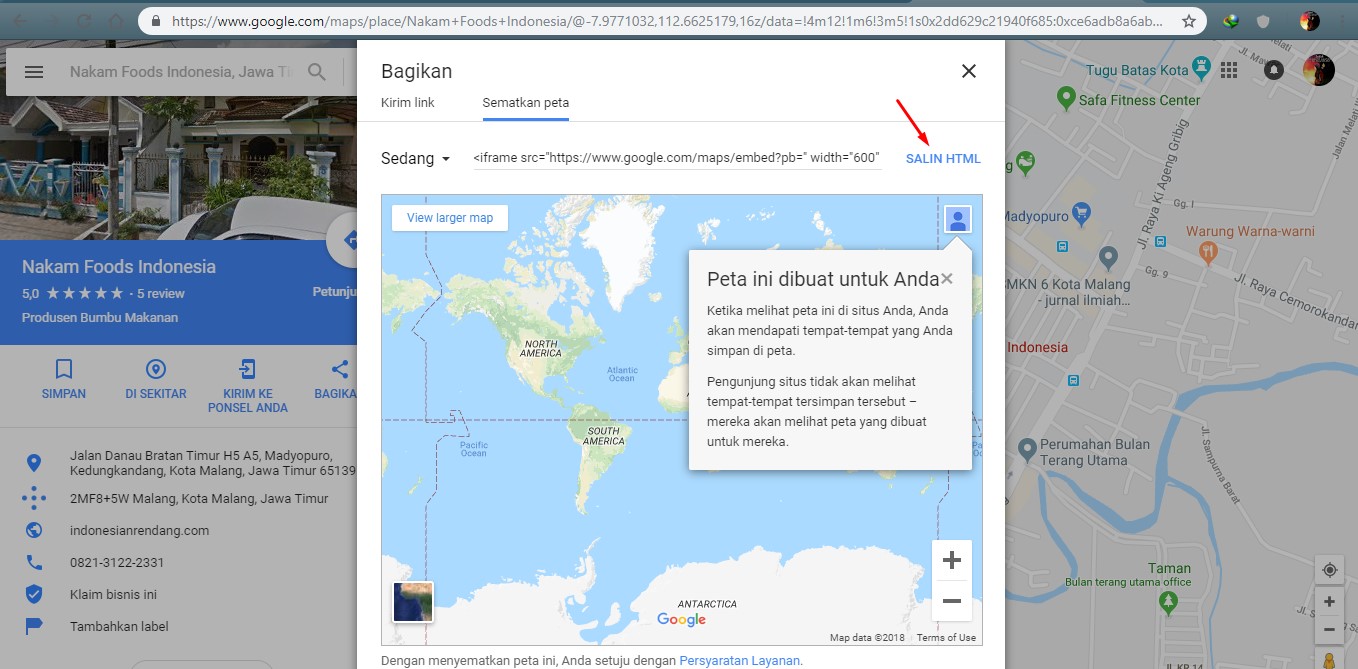 https://www.google.com/maps/place/Nakam+Foods+Indonesia/@-7.9771032,112.6625179,16z/data=!4m12!1m6!3m5!1s0x2dd629c21940f685:0xce6adb8a6ab...
Nakam Foods Indonesia, Jawa Ti
Nakam Foods Indonesia
5,0 ★★★★★ · 5 review
Petunju
Produsen Bumbu Makanan
SIMPAN
DI SEKITAR
KIRIM KE
PONSEL ANDA
BAGIKA
Jalan Danau Bratan Timur H5 A5, Madyopuro,
Kedungkandang, Kota Malang, Jawa Timur 65139
2MF8+5W Malang, Kota Malang, Jawa Timur
indonesianrendang.com
0821-3122-2331
Klaim bisnis ini
Tambahkan label
Bagikan
Kirim link
Sematkan peta
Sedang
<iframe src="https://www.google.com/maps/embed?pb=" width="600"
SALIN HTML
View larger map
NORTH
AMERICA
Atlantic
Ocean
SOUTH
AMERICA
Pacific
Ocean
Pa
Oc
ANTARCTICA
Google
Map data ©2018
Terms of Use
Peta ini dibuat untuk Anda
Ketika melihat peta ini di situs Anda, Anda
akan mendapati tempat-tempat yang Anda
simpan di peta.
Pengunjung situs tidak akan melihat
tempat-tempat tersimpan tersebut –
mereka akan melihat peta yang dibuat
untuk mereka.
Dengan menyematkan peta ini, Anda setuju dengan Persyaratan Layanan.
Tugu Batas Kota
Safa Fitness Center
Jl. Raya Ki Ageng Gribig
Jalan Melati
g
Gg. I
Madyopuro
Warung Warna-warni
Gg. 9
Jl. Raya Cemorokandan
SMKN 6 Kota Malang
- jurnal ilmiah...
Indonesia
Perumahan Bulan
Terang Utama
Jl. Sampurna Barat
Taman
Bulan terang utama office
JL.KR 14